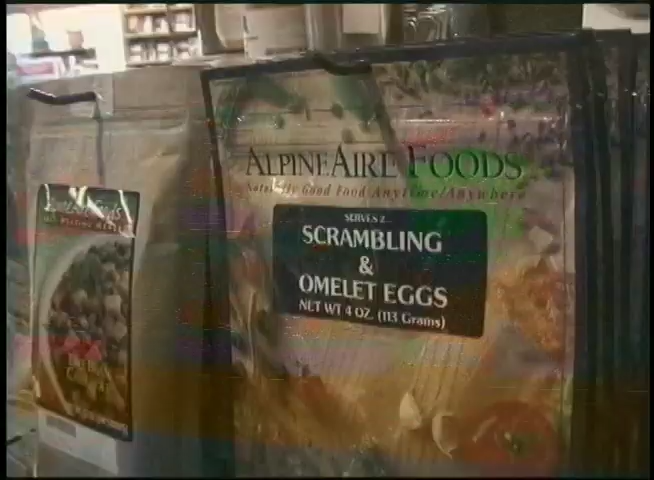 ALPINEAIRE FOODS
Naturally Good Food Anytime/Anywhere
SERVES 2
SCRAMBLING
&
OMELET EGGS
NET WT 4 OZ. (113 Grams)